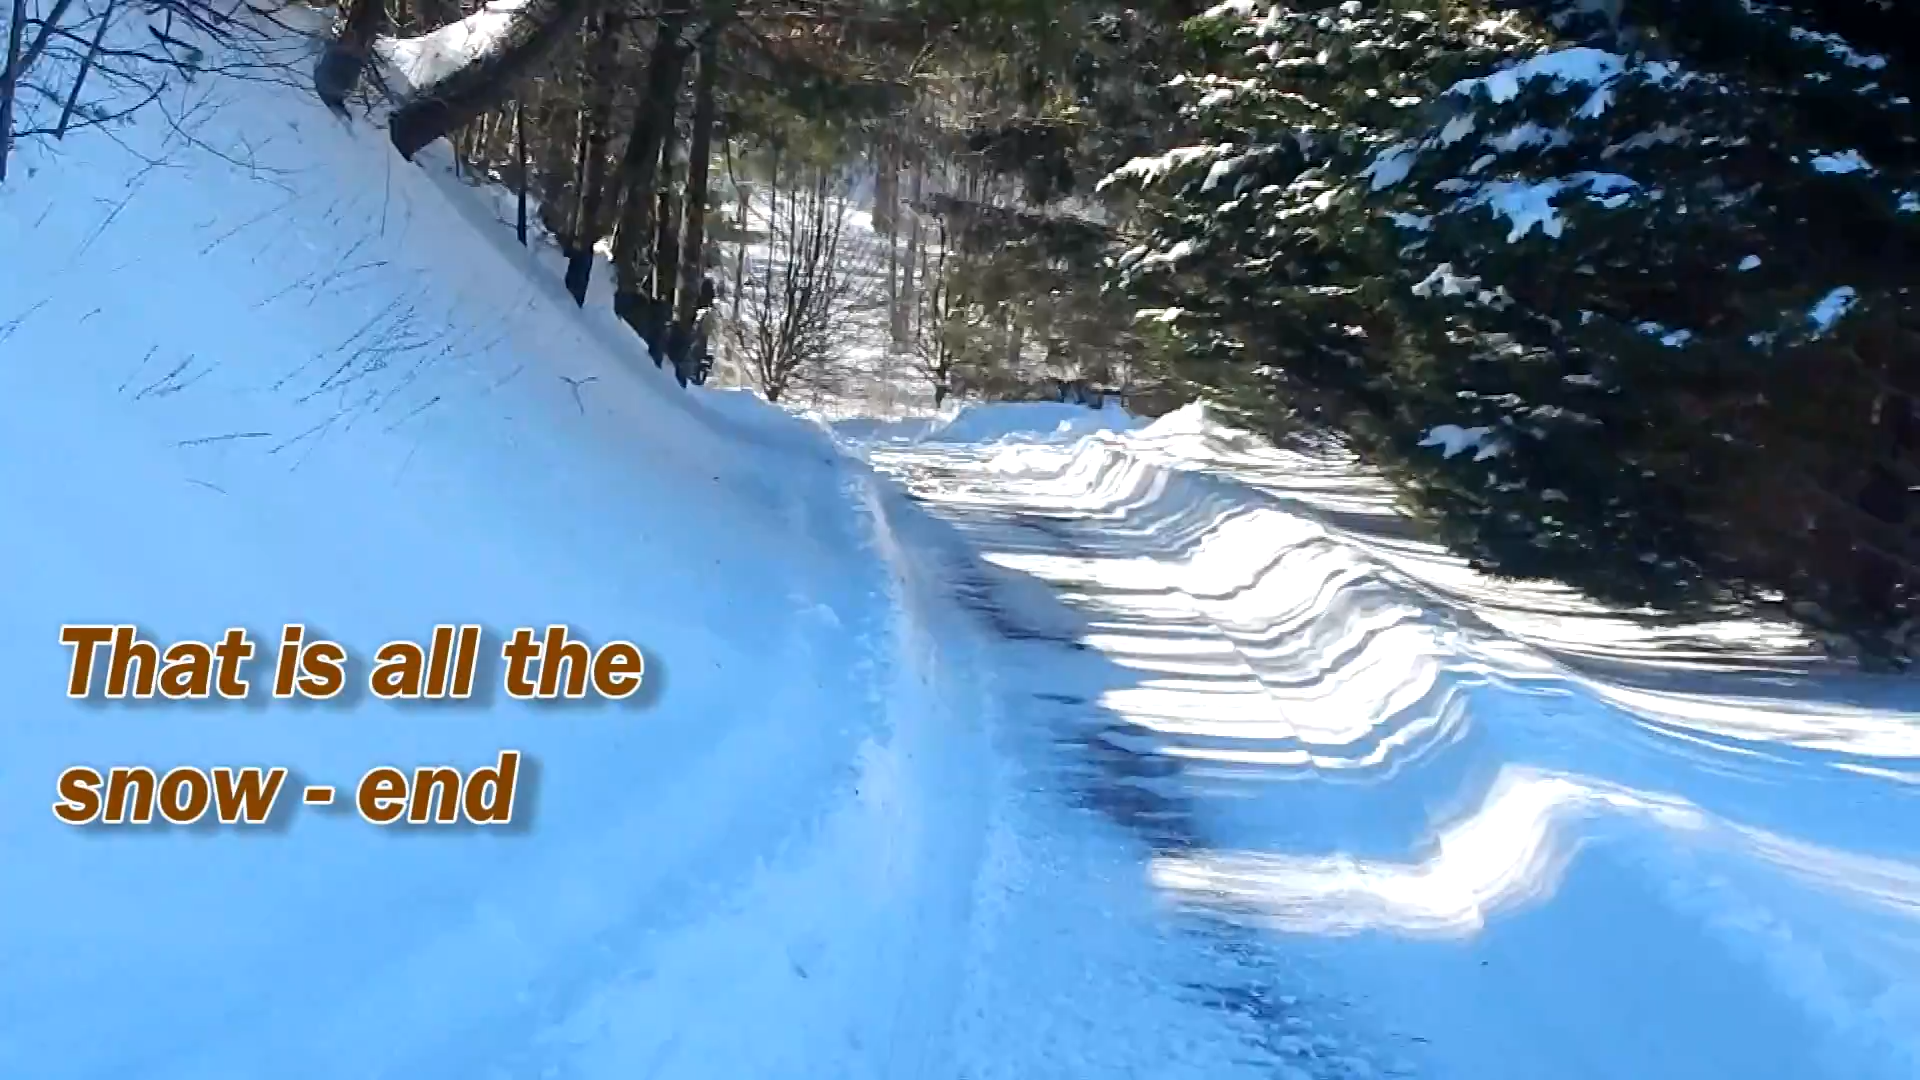 That is all the
snow - end